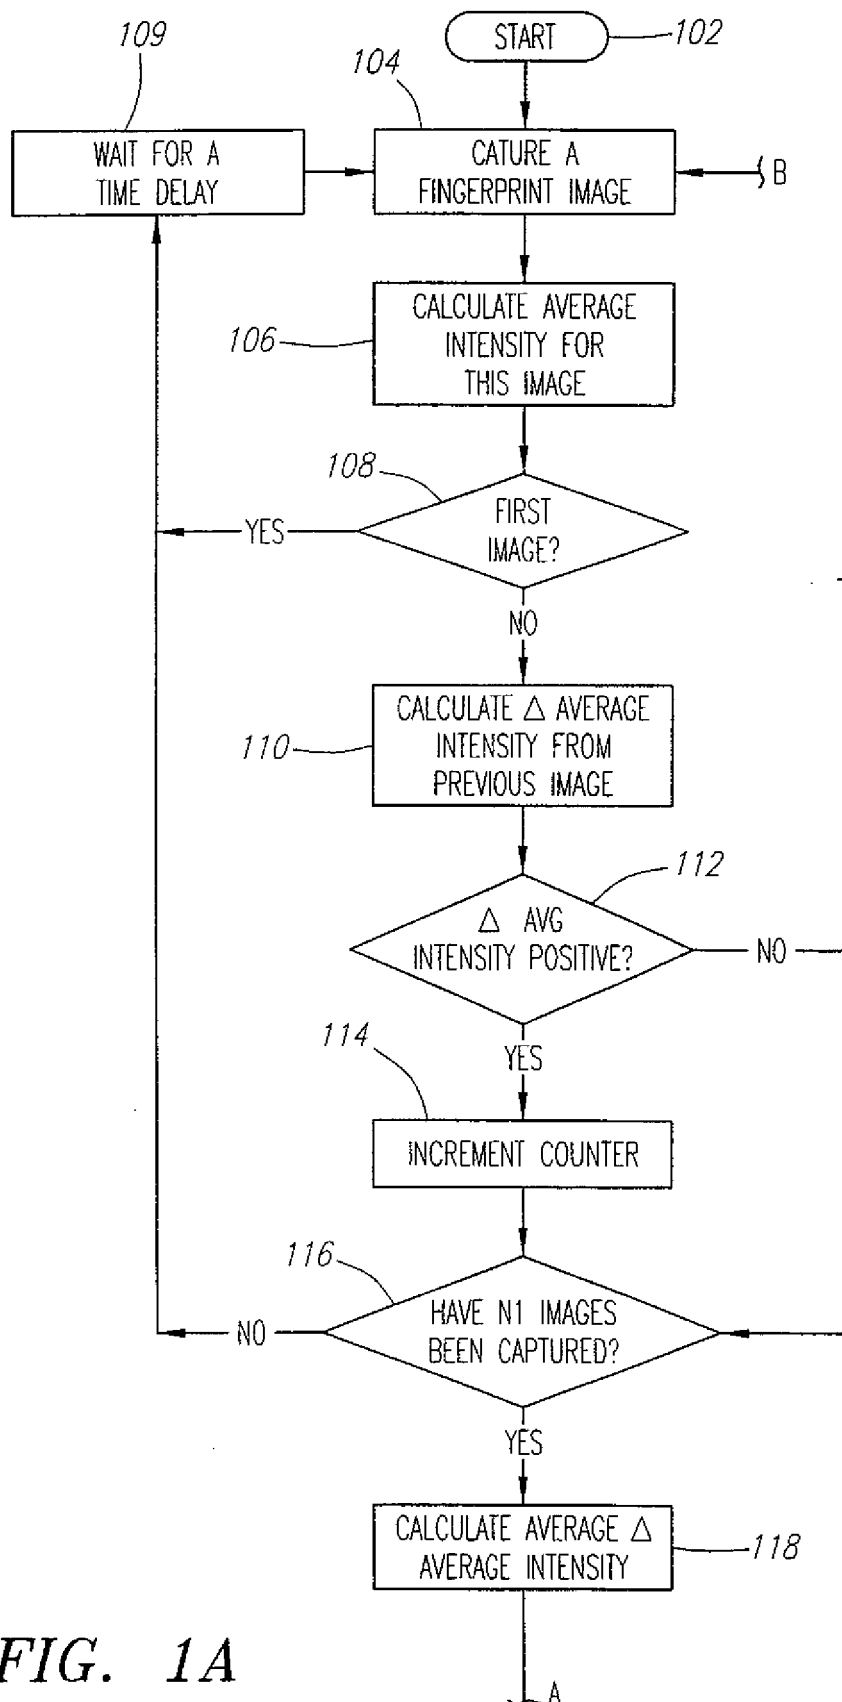 START
102
109
104
WAIT FOR A
TIME DELAY
CATURE A
FINGERPRINT IMAGE
B
CALCULATE AVERAGE
INTENSITY FOR
THIS IMAGE
106
108
FIRST
IMAGE?
YES
NO
CALCULATE △ AVERAGE
INTENSITY FROM
PREVIOUS IMAGE
110
112
△ AVG
INTENSITY POSITIVE?
NO
114
YES
INCREMENT COUNTER
116
HAVE N1 IMAGES
BEEN CAPTURED?
NO
YES
CALCULATE AVERAGE △
AVERAGE INTENSITY
118
FIG. 1A
A